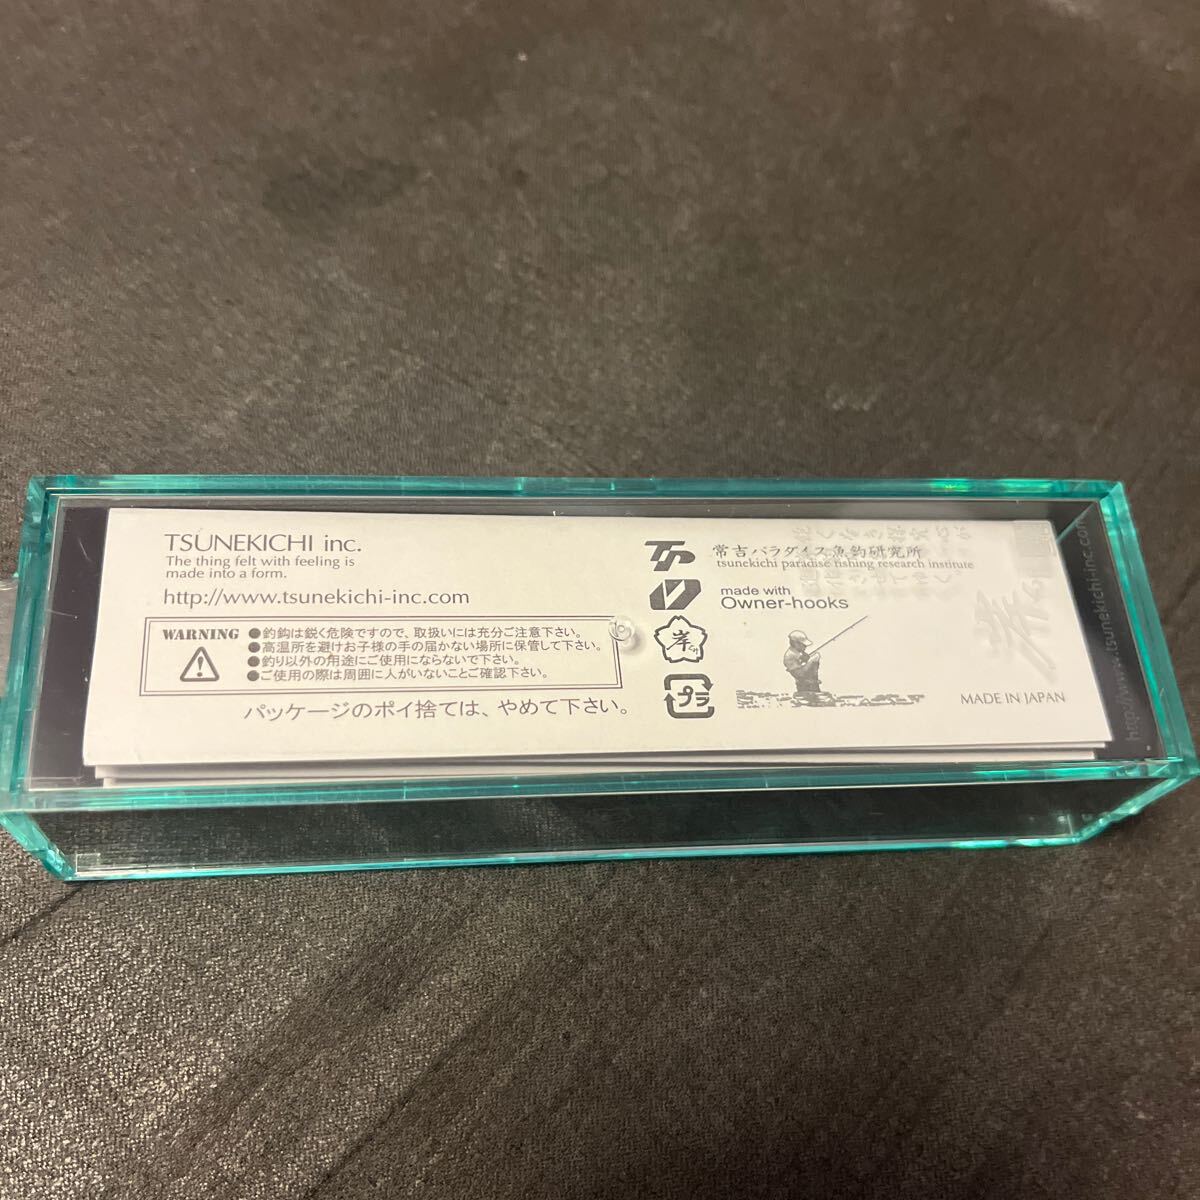 TSUNEKICHI inc.
The thing felt with feeling is
made into a form.
http://www.tsunekichi-inc.com
WARNING
●釣鈎は鋭く危険ですので、取扱いには充分ご注意下さい。
●高温所を避けお子様の手の届かない場所に保管して下さい。
●釣り以外の用途にご使用にならないで下さい。
●ご使用の際は周囲に人がいないことご確認下さい。
パッケージのポイ捨ては、やめて下さい。
常吉パラダイス魚釣研究所
tsunekichi paradise fishing research institute
made with
Owner-hooks
岸
プラ
MADE IN JAPAN
http://www.tsunekichi-inc.com